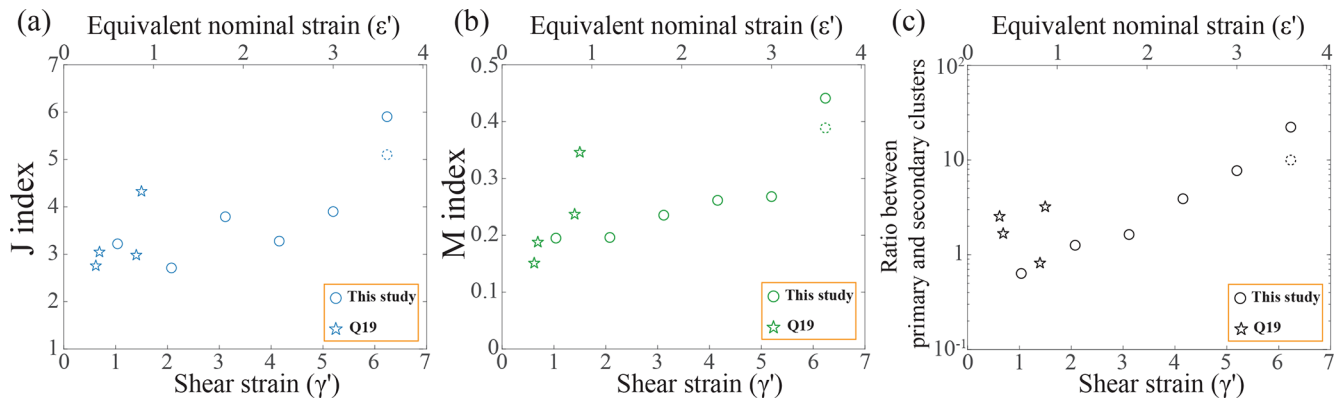 (a)
Equivalent nominal strain (ε')
0 1 2 3 4
7
6
5
4
3
2
1
J index
This study
Q19
0 1 2 3 4 5 6 7
Shear strain (γ')
(b)
Equivalent nominal strain (ε')
0 1 2 3 4
0.5
0.4
0.3
0.2
0.1
0
M index
This study
Q19
0 1 2 3 4 5 6 7
Shear strain (γ')
(c)
Equivalent nominal strain (ε')
0 1 2 3 4
10²
10
1
10⁻¹
Ratio between
primary and secondary clusters
This study
Q19
1 2 3 4 5 6 7
Shear strain (γ')